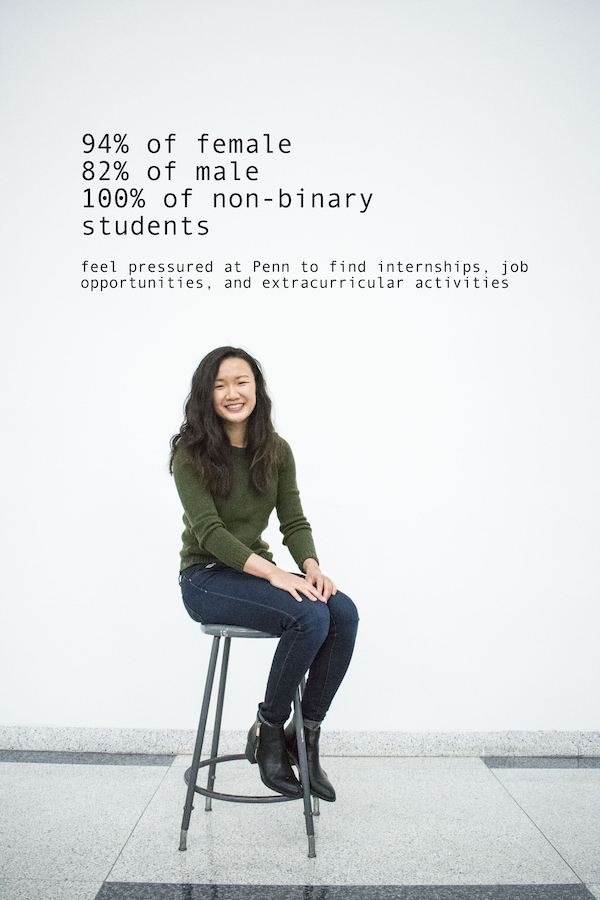 94% of female
82% of male
100% of non-binary
students
feel pressured at Penn to find internships, job
opportunities, and extracurricular activities